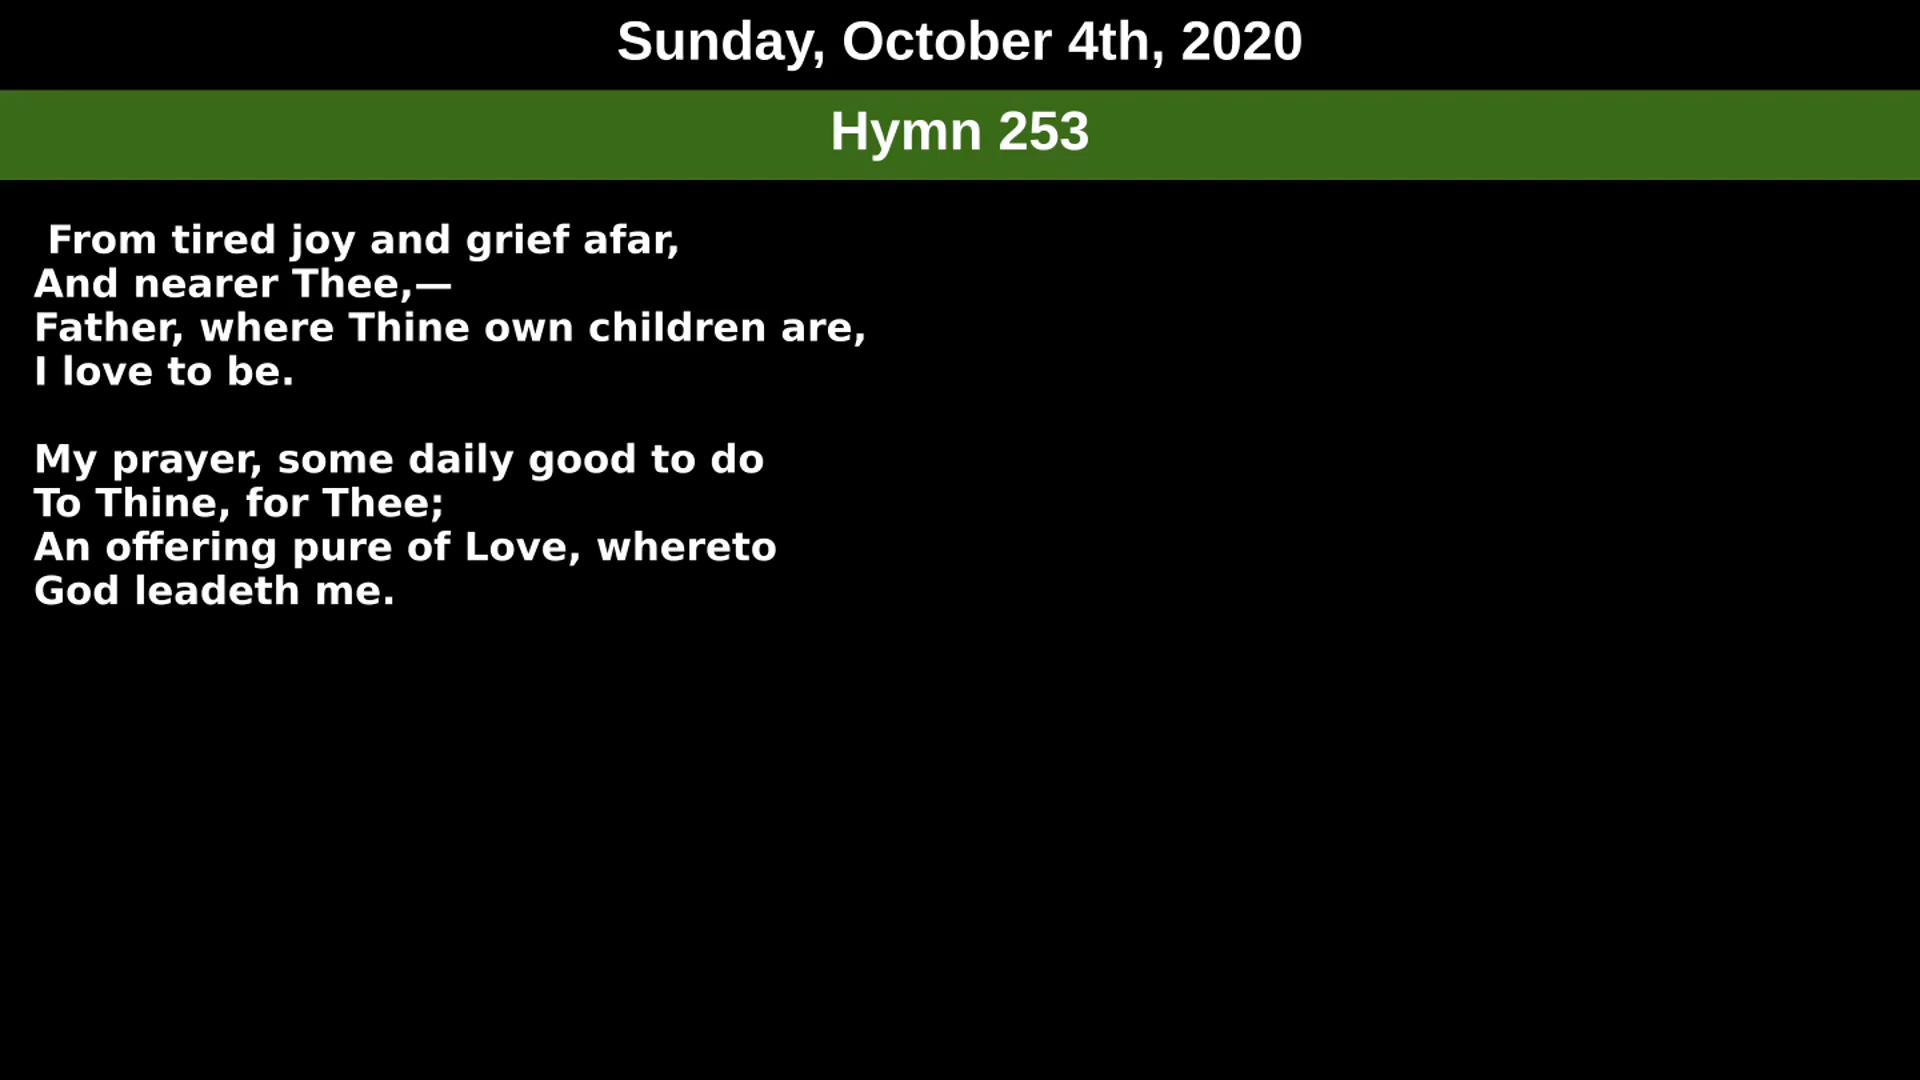 Sunday, October 4th, 2020
Hymn 253
From tired joy and grief afar,
And nearer Thee,—
Father, where Thine own children are,
I love to be.
My prayer, some daily good to do
To Thine, for Thee;
An offering pure of Love, whereto
God leadeth me.